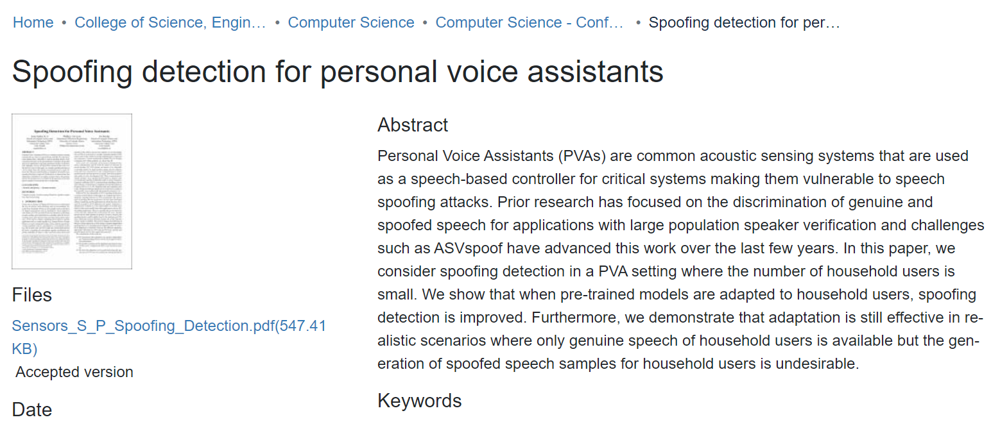 Home • College of Science, Engin… • Computer Science • Computer Science - Conf… • Spoofing detection for per…
Spoofing detection for personal voice assistants
Spoofing Detection for Personal Voice Assistants
Files
Sensors_S_P_Spoofing_Detection.pdf(547.41
KB)
Accepted version
Date
Abstract
Personal Voice Assistants (PVAs) are common acoustic sensing systems that are used
as a speech-based controller for critical systems making them vulnerable to speech
spoofing attacks. Prior research has focused on the discrimination of genuine and
spoofed speech for applications with large population speaker verification and challenges
such as ASVspoof have advanced this work over the last few years. In this paper, we
consider spoofing detection in a PVA setting where the number of household users is
small. We show that when pre-trained models are adapted to household users, spoofing
detection is improved. Furthermore, we demonstrate that adaptation is still effective in re-
alistic scenarios where only genuine speech of household users is available but the gen-
eration of spoofed speech samples for household users is undesirable.
Keywords